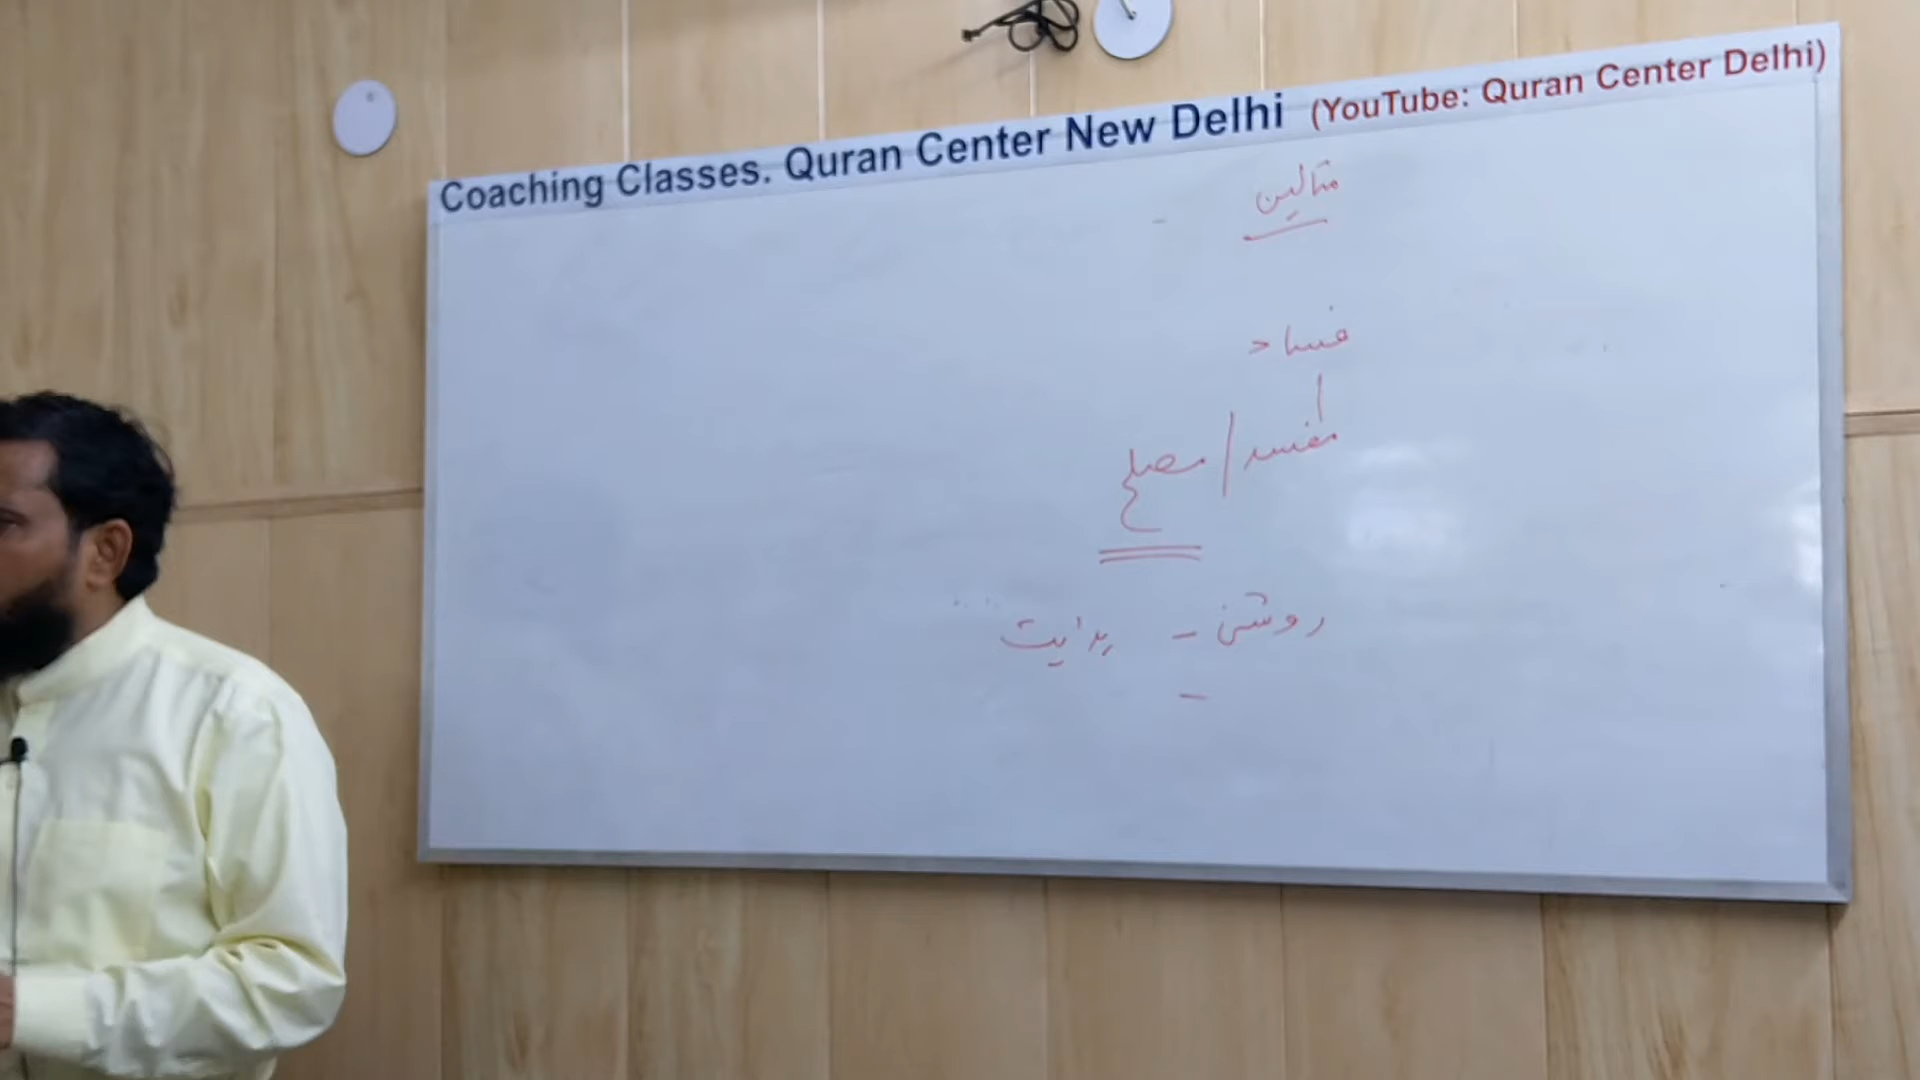 Coaching Classes. Quran Center New Delhi (YouTube: Quran Center Delhi)
مثالیں
فساد
مفسد / مصلح
روشنی - ہدایت
-